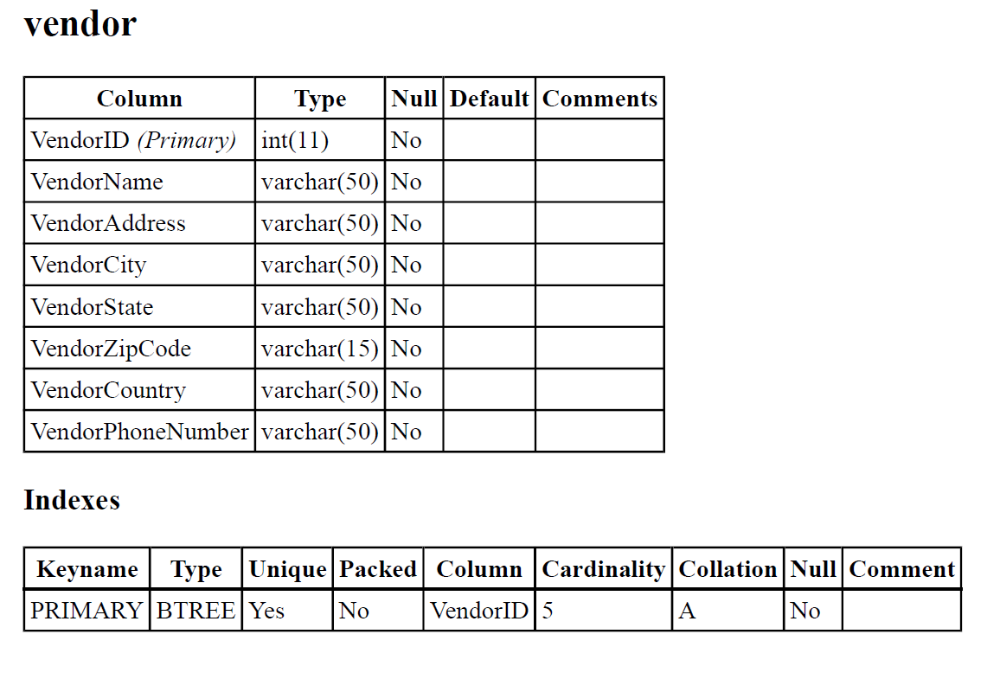 vendor
Column Type Null Default Comments
VendorID (Primary) int(11) No
VendorName varchar(50) No
VendorAddress varchar(50) No
VendorCity varchar(50) No
VendorState varchar(50) No
VendorZipCode varchar(15) No
VendorCountry varchar(50) No
VendorPhoneNumber varchar(50) No
Indexes
Keyname Type Unique Packed Column Cardinality Collation Null Comment
PRIMARY BTREE Yes No VendorID 5 A No